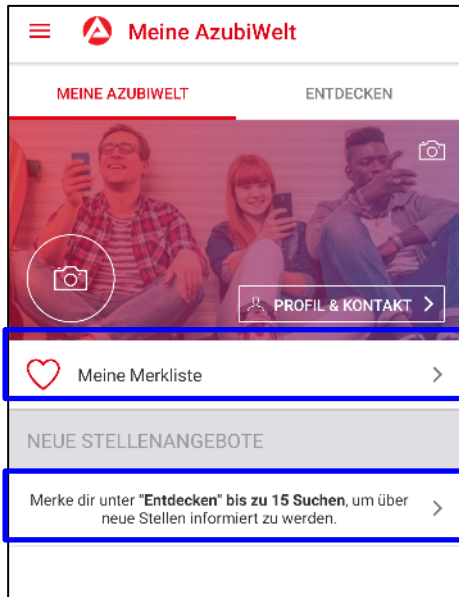 Meine AzubiWelt
MEINE AZUBIWELT
ENTDECKEN
PROFIL & KONTAKT
Meine Merkliste
NEUE STELLENANGEBOTE
Merke dir unter "Entdecken" bis zu 15 Suchen, um über
neue Stellen informiert zu werden.